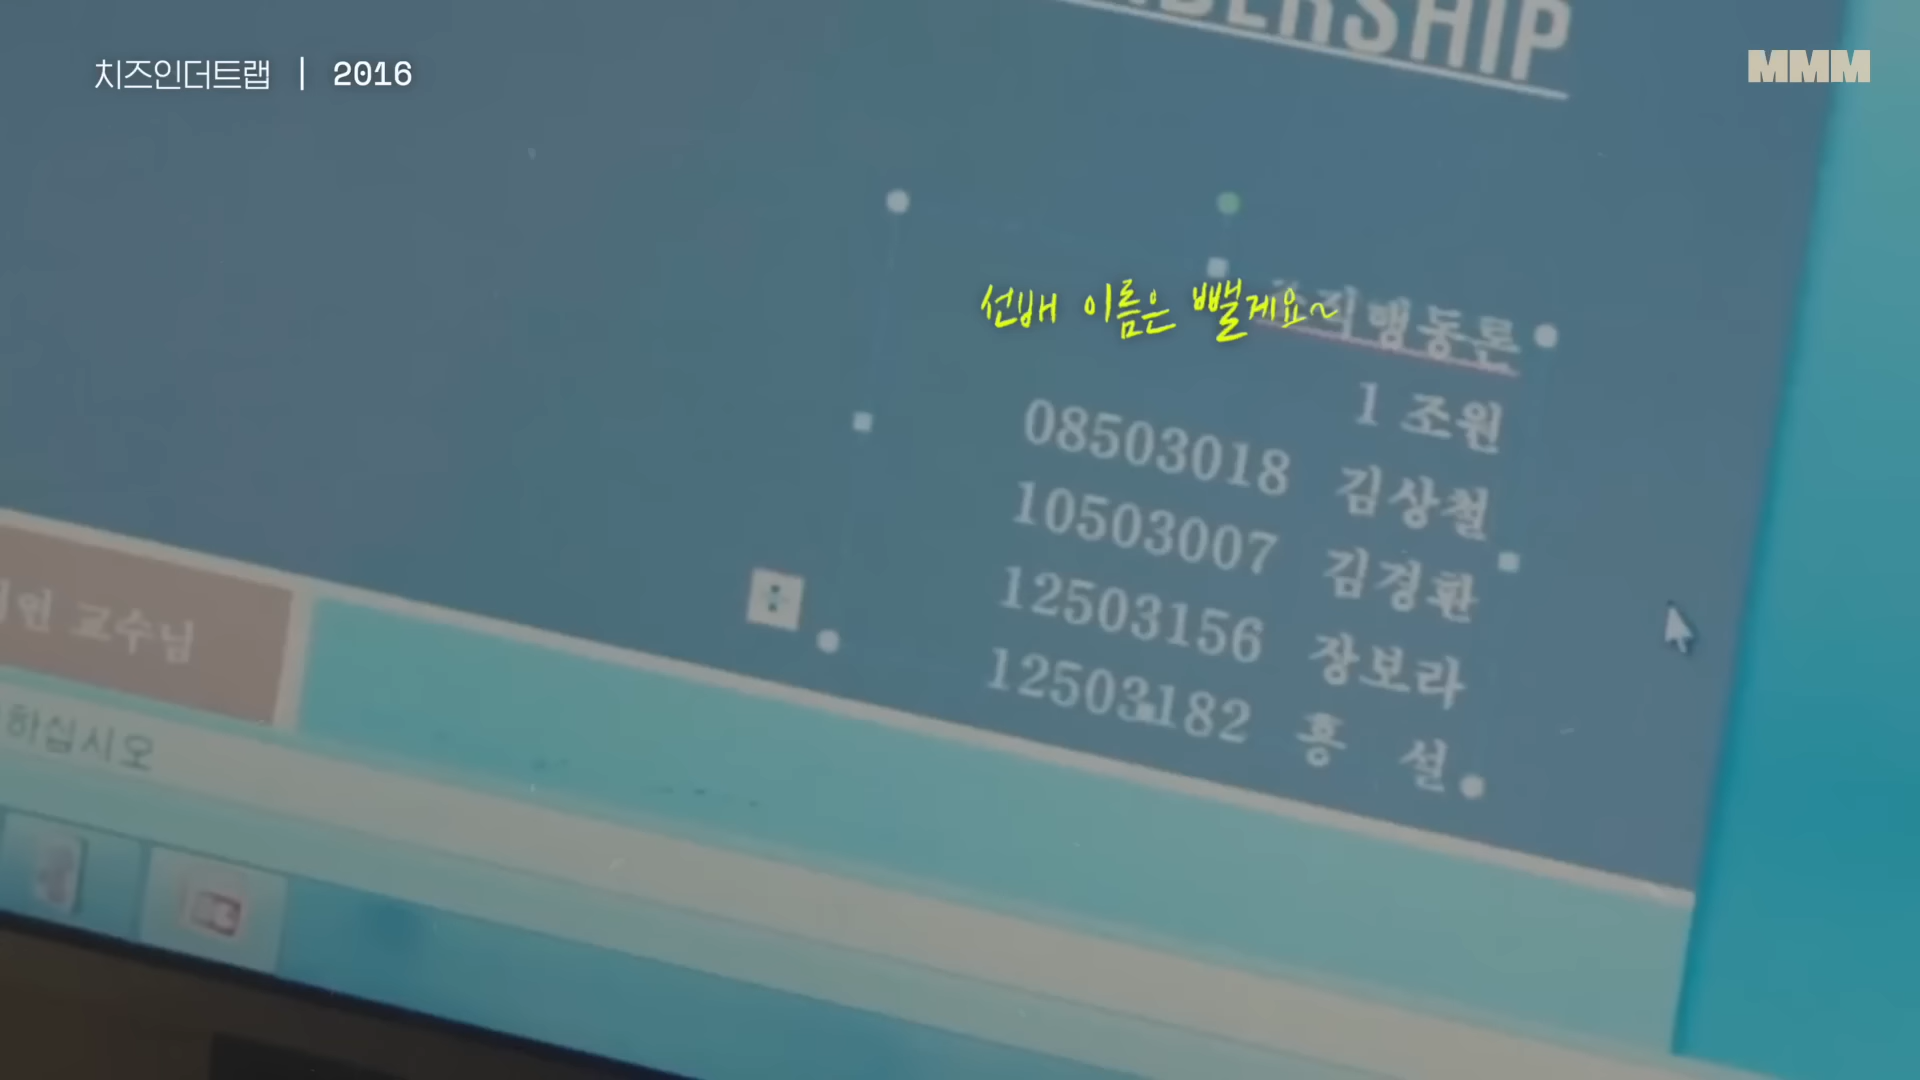 치즈인더트랩 | 2016
MMM
선배 이름은 뺄게요~
1 조원
08503018 김상철
10503007 김경환
12503156 장보라
12503182 홍 설
교수님
하십시오